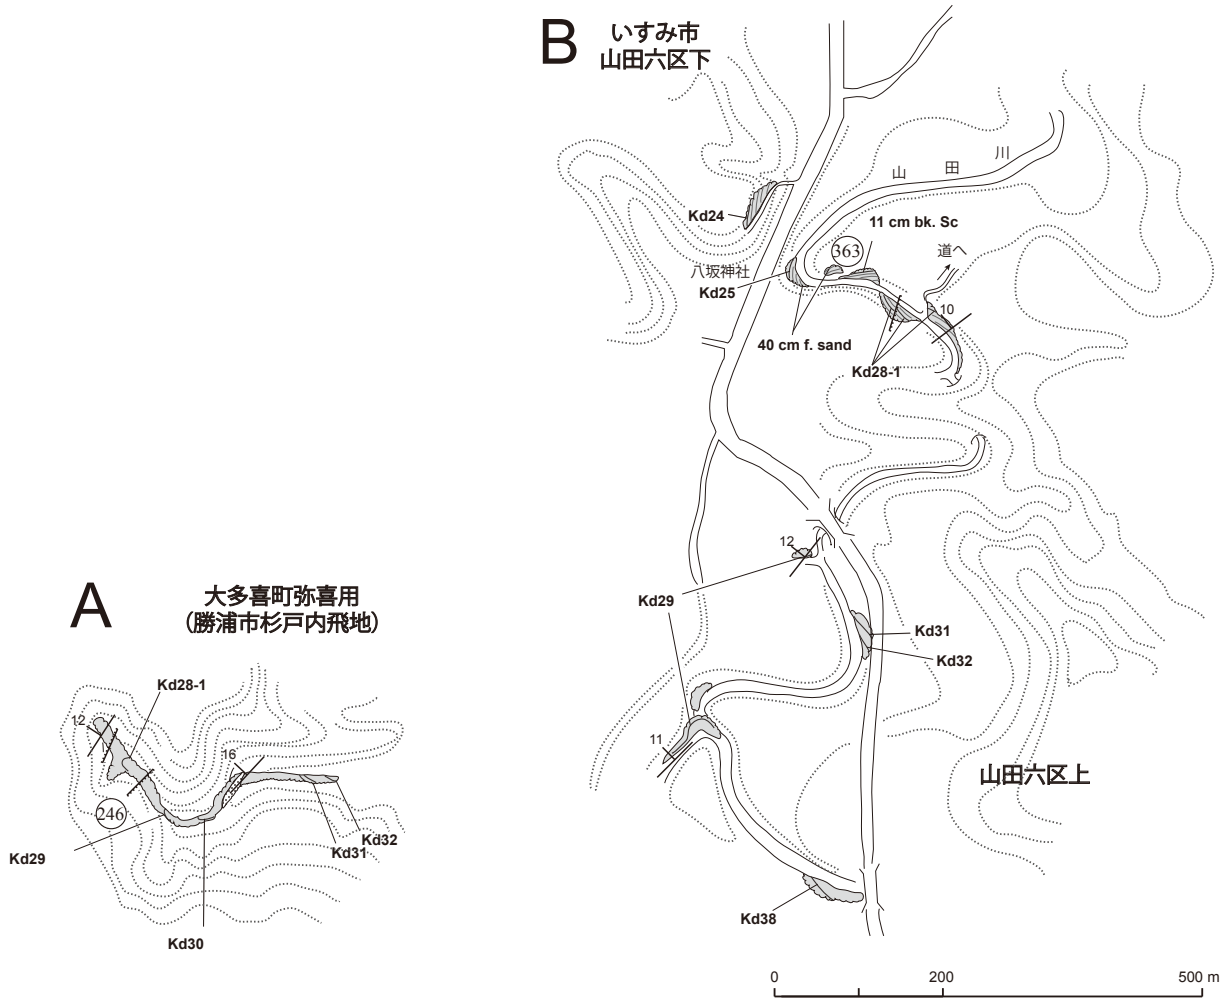 B
いすみ市
山田六区下
山 田 川
Kd24
11 cm bk. Sc
363
道へ
八坂神社
Kd25
10
40 cm f. sand
Kd28-1
12
Kd29
Kd31
Kd32
11
山田六区上
Kd38
A
大多喜町弥喜用
(勝浦市杉戸内飛地)
Kd28-1
12
16
246
Kd29
Kd32
Kd31
Kd30
0 200 500 m